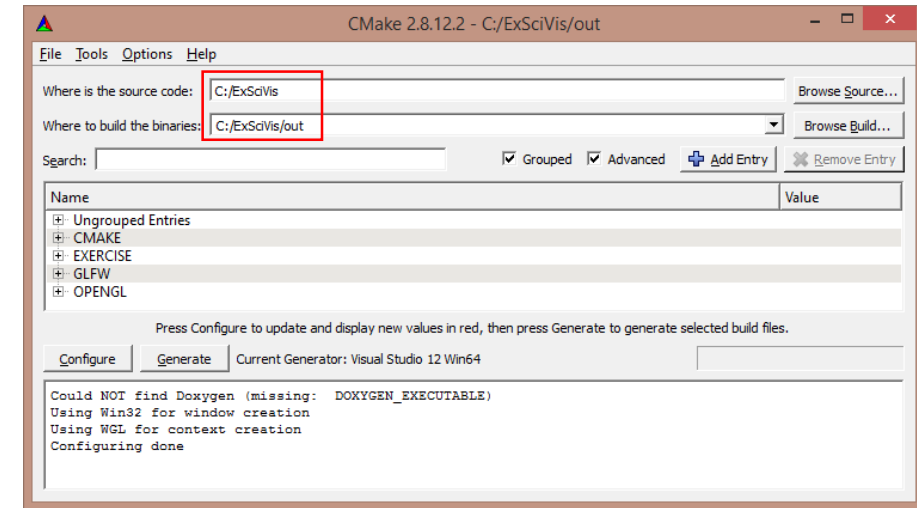 CMake 2.8.12.2 - C:/ExSciVis/out
File Tools Options Help
Where is the source code: C:/ExSciVis Browse Source...
Where to build the binaries: C:/ExSciVis/out Browse Build...
Search: Grouped Advanced Add Entry Remove Entry
Name Value
Ungrouped Entries
CMAKE
EXERCISE
GLFW
OPENGL
Press Configure to update and display new values in red, then press Generate to generate selected build files.
Configure Generate Current Generator: Visual Studio 12 Win64
Could NOT find Doxygen (missing:  DOXYGEN_EXECUTABLE)
Using Win32 for window creation
Using WGL for context creation
Configuring done